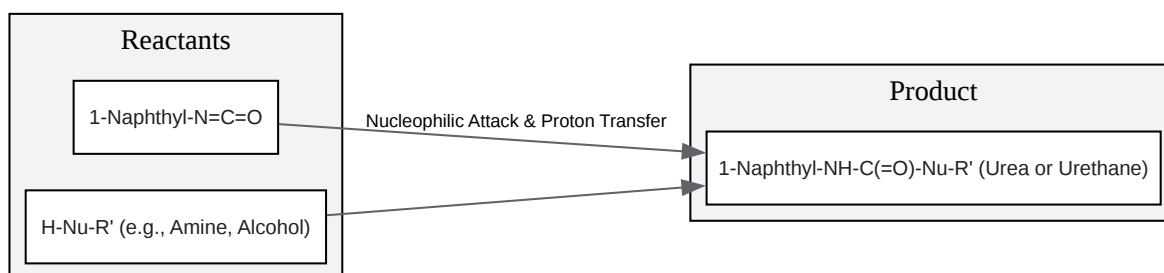 Reactants
1-Naphthyl-N=C=O
H-Nu-R' (e.g., Amine, Alcohol)
Nucleophilic Attack & Proton Transfer
Product
1-Naphthyl-NH-C(=O)-Nu-R' (Urea or Urethane)